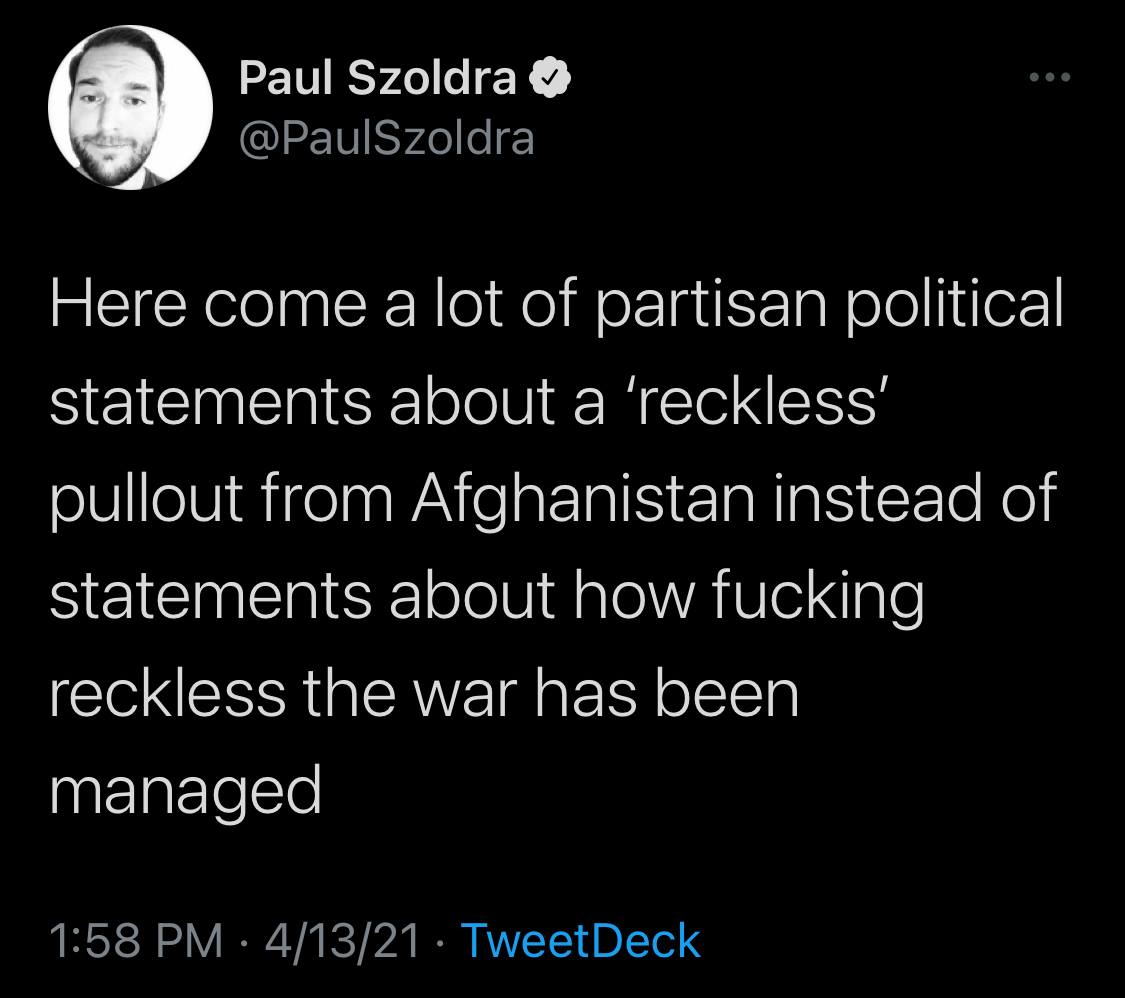 Paul Szoldra
@PaulSzoldra
Here come a lot of partisan political
statements about a ‘reckless’
pullout from Afghanistan instead of
statements about how fucking
reckless the war has been
managed
1:58 PM · 4/13/21 · TweetDeck